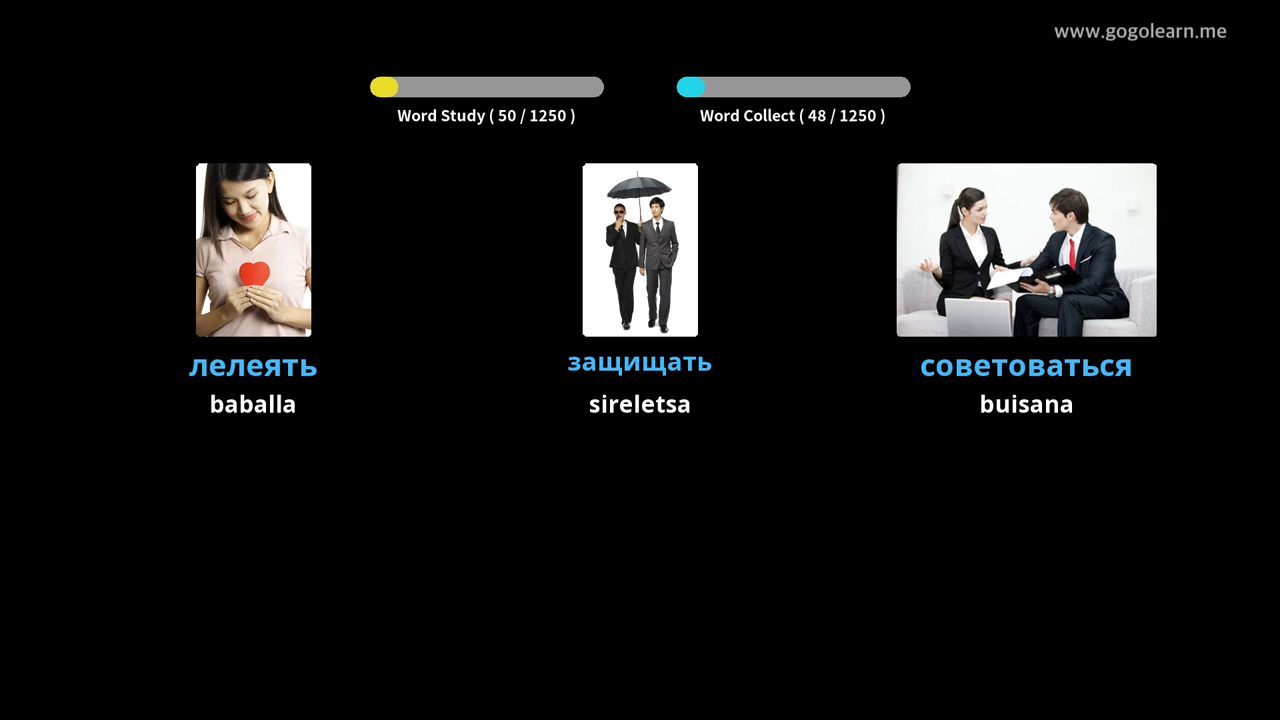 www.gogolearn.me
Word Study ( 50 / 1250 )
Word Collect ( 48 / 1250 )
лелеять
защищать
советоваться
baballa
sireletsa
buisana